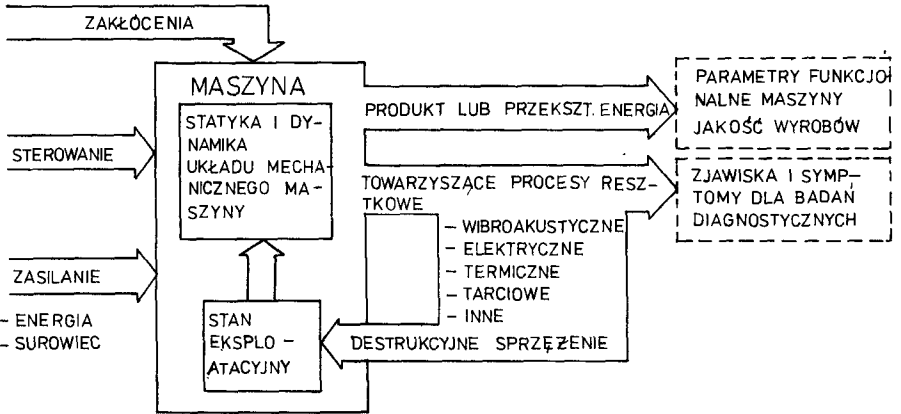 ZAKŁÓCENIA
MASZYNA
STATYKA I DY-
NAMIKA
UKŁADU MECHA-
NICZNEGO MA-
SZYNY
STEROWANIE
ZASILANIE
- ENERGIA
- SUROWIEC
STAN
EKSPLO-
ATACYJNY
PRODUKT LUB PRZEKSZT. ENERGIA
PARAMETRY FUNKCJO
NALNE MASZYNY
JAKOŚĆ WYROBÓW
TOWARZYSZĄCE PROCESY RESZ-
TKOWE
ZJAWISKA I SYMP-
TOMY DLA BADAŃ
DIAGNOSTYCZNYCH
- WIBROAKUSTYCZNE
- ELEKTRYCZNE
- TERMICZNE
- TARCIOWE
- INNE
DESTRUKCYJNE SPRZĘŻENIE